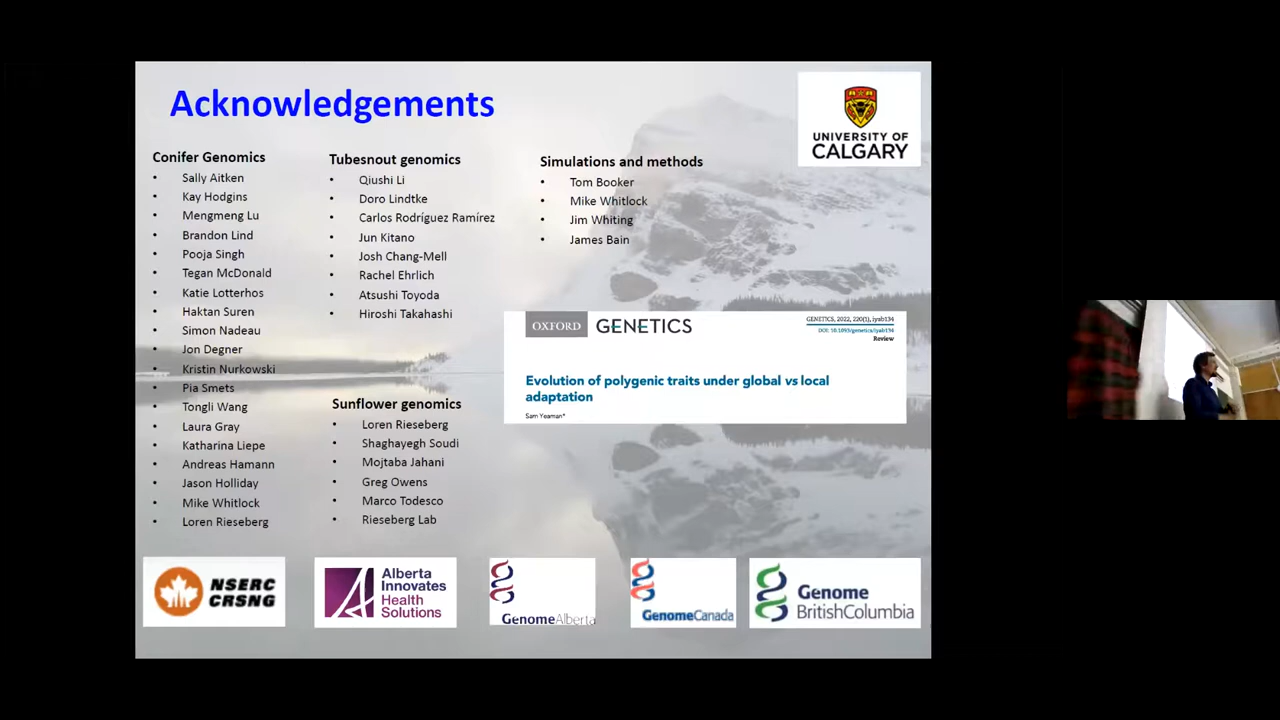 Acknowledgements
UNIVERSITY OF
CALGARY
Conifer Genomics
• Sally Aitken
• Kay Hodgins
• Mengmeng Lu
• Brandon Lind
• Pooja Singh
• Tegan McDonald
• Katie Lotterhos
• Haktan Suren
• Simon Nadeau
• Jon Degner
• Kristin Nurkowski
• Pia Smets
• Tongli Wang
• Laura Gray
• Katharina Liepe
• Andreas Hamann
• Jason Holliday
• Mike Whitlock
• Loren Rieseberg
Tubesnout genomics
• Qiushi Li
• Doro Lindtke
• Carlos Rodríguez Ramírez
• Jun Kitano
• Josh Chang-Mell
• Rachel Ehrlich
• Atsushi Toyoda
• Hiroshi Takahashi
Sunflower genomics
• Loren Rieseberg
• Shaghayegh Soudi
• Mojtaba Jahani
• Greg Owens
• Marco Todesco
• Rieseberg Lab
Simulations and methods
• Tom Booker
• Mike Whitlock
• Jim Whiting
• James Bain
OXFORD GENETICS
GENETICS, 2022, 220(1), iyab134
DOI: 10.1093/genetics/iyab134
Review
Evolution of polygenic traits under global vs local
adaptation
Sam Yeaman*
NSERC
CRSNG
Alberta
Innovates
Health
Solutions
GenomeAlberta
GenomeCanada
Genome
BritishColumbia